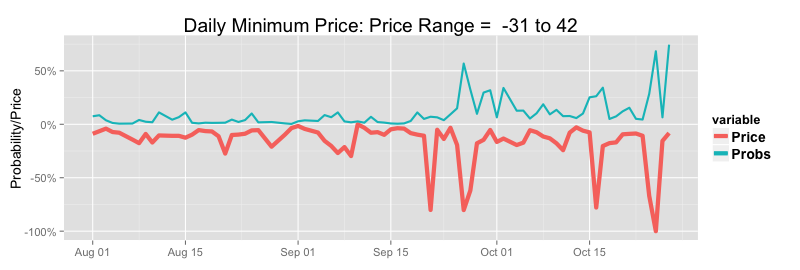 Daily Minimum Price: Price Range =  -31 to 42
Probability/Price
50%
0%
-50%
-100%
Aug 01
Aug 15
Sep 01
Sep 15
Oct 01
Oct 15
variable
Price
Probs